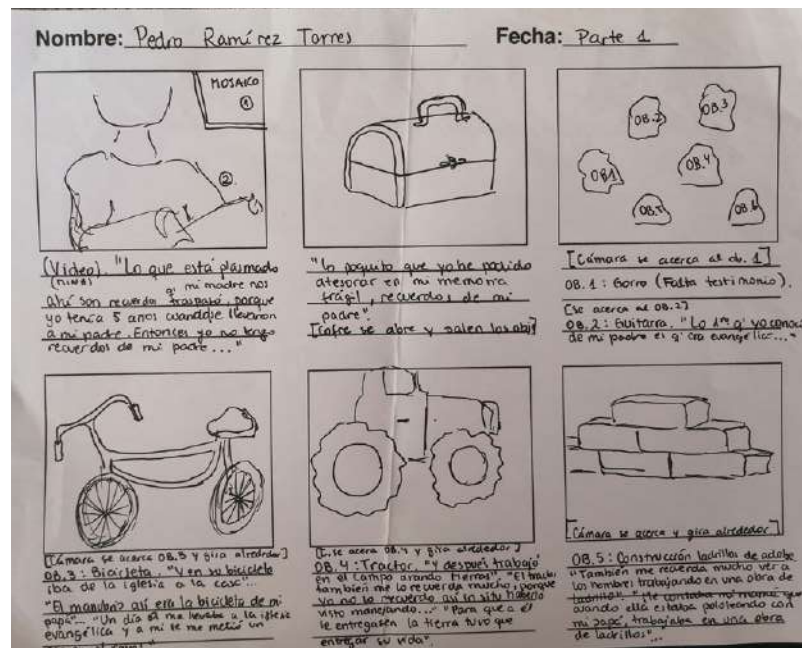 Nombre: Pedro Ramírez Torres
Fecha: Parte 1
MOSAICO
①
②
(Video). "Lo que está plasmado
q' mi madre nos
ahí son recuerdos traspasó, porque
yo tenía 5 años cuando se llevaron
a mi padre. Entonces yo no tengo
recuerdos de mi padre..."
"lo poquito que yo he podido
atesorar en mi memoria
frágil, recuerdos de mi
padre".
[Cofre se abre y salen los obj]
OB.2
OB.3
OB1
OB.4
OB.5
OB.6
[Cámara se acerca al ob. 1]
OB.1: Gorro (Falta testimonio).
[Se acerca al OB.2]
OB.2: Guitarra. "Lo 1ro q' yo conocí
de mi padre es q' era evangélico..."
[Cámara se acerca OB.3 y gira alrededor]
OB.3: Bicicleta. "Y en su bicicleta
iba de la iglesia a la casa"...
"El manubrio así era la bicicleta de mi
papá"... "Un día él me llevaba a la iglesia
evangélica y a mí se me metió un
[Se acerca OB.4 y gira alrededor]
OB.4: Tractor. "Y después trabajó
en el campo arando tierras". "El tractor
también me lo recuerda mucho, porque
yo no lo recuerdo así in situ haberlo
visto manejando..." "Para que a él
le entregasen la tierra tuvo que
entregar su vida".
[Cámara se acerca y gira alrededor]
OB.5: Construcción ladrillos de adobe.
"También me recuerda mucho ver a
los hombres trabajando en una obra de
ladrillo". "Me contaba mi mamá que
cuando ella estaba pololeando con
mi papá, trabajaba en una obra
de ladrillos"...